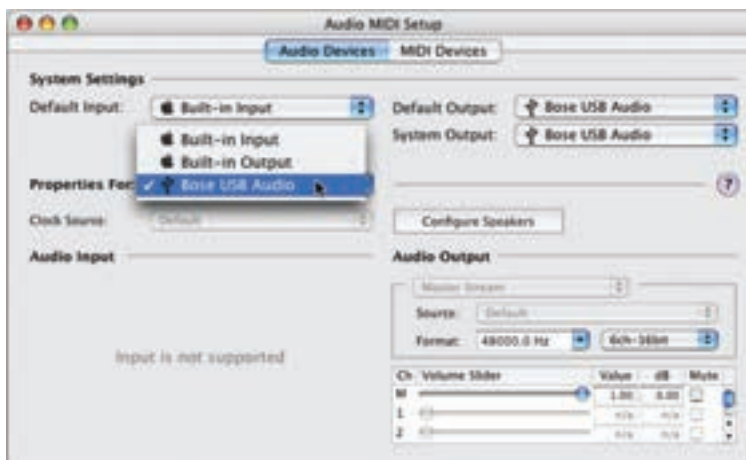 Audio MIDI Setup
Audio Devices MIDI Devices
System Settings
Default Input: Built-in Input
Default Output: Bose USB Audio
System Output: Bose USB Audio
Built-in Input
Built-in Output
Properties For: ✓ Bose USB Audio
?
Clock Source: Default
Configure Speakers
Audio Input
Audio Output
Master Stream
Source: Default
Format: 48000.0 Hz 6ch-16bit
Input is not supported
Ch Volume Slider Value dB Mute
M 1.00 0.00
1 n/a n/a
2 n/a n/a